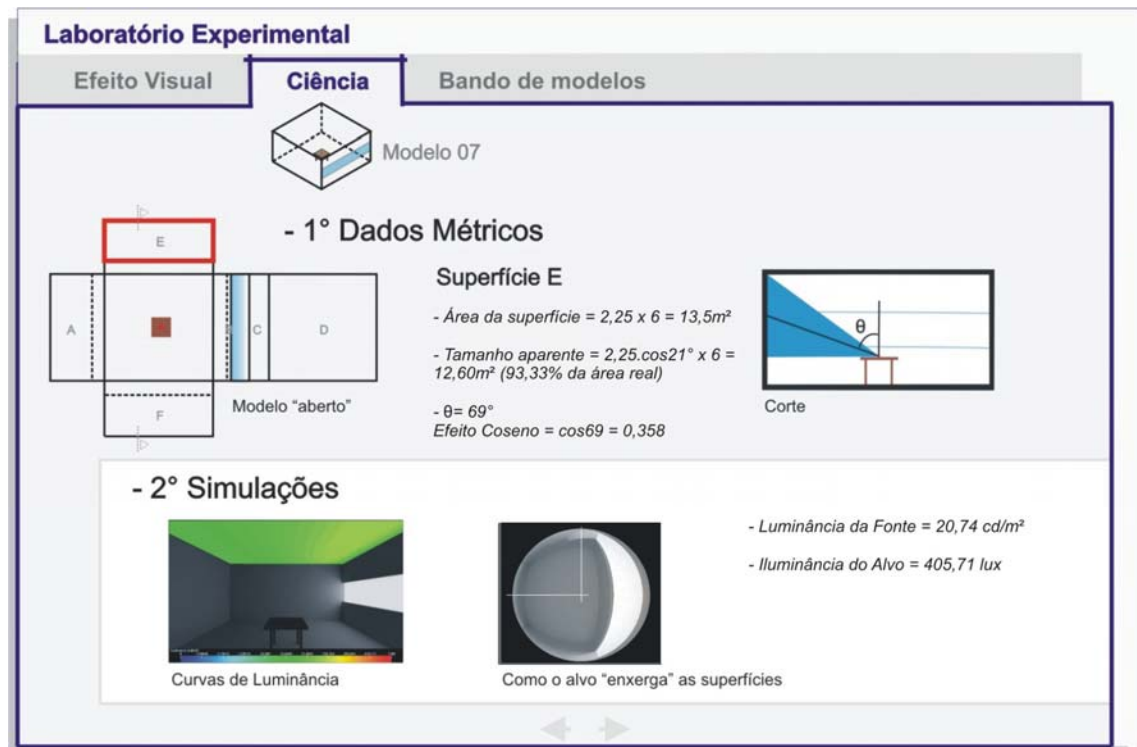 Laboratório Experimental
Efeito Visual
Ciência
Bando de modelos
Modelo 07
- 1° Dados Métricos
E
A
C
D
F
Modelo “aberto”
Superfície E
- Área da superfície = 2,25 x 6 = 13,5m²
- Tamanho aparente = 2,25.cos21° x 6 =
12,60m² (93,33% da área real)
- θ= 69°
Efeito Coseno = cos69 = 0,358
θ
Corte
- 2° Simulações
Curvas de Luminância
Como o alvo “enxerga” as superfícies
- Luminância da Fonte = 20,74 cd/m²
- Iluminância do Alvo = 405,71 lux